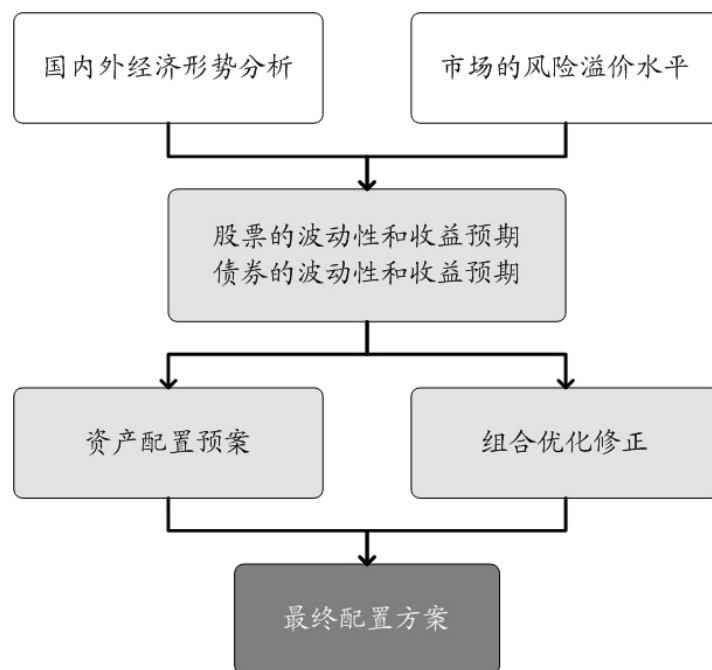 国内外经济形势分析
市场的风险溢价水平
股票的波动性和收益预期
债券的波动性和收益预期
资产配置预案
组合优化修正
最终配置方案